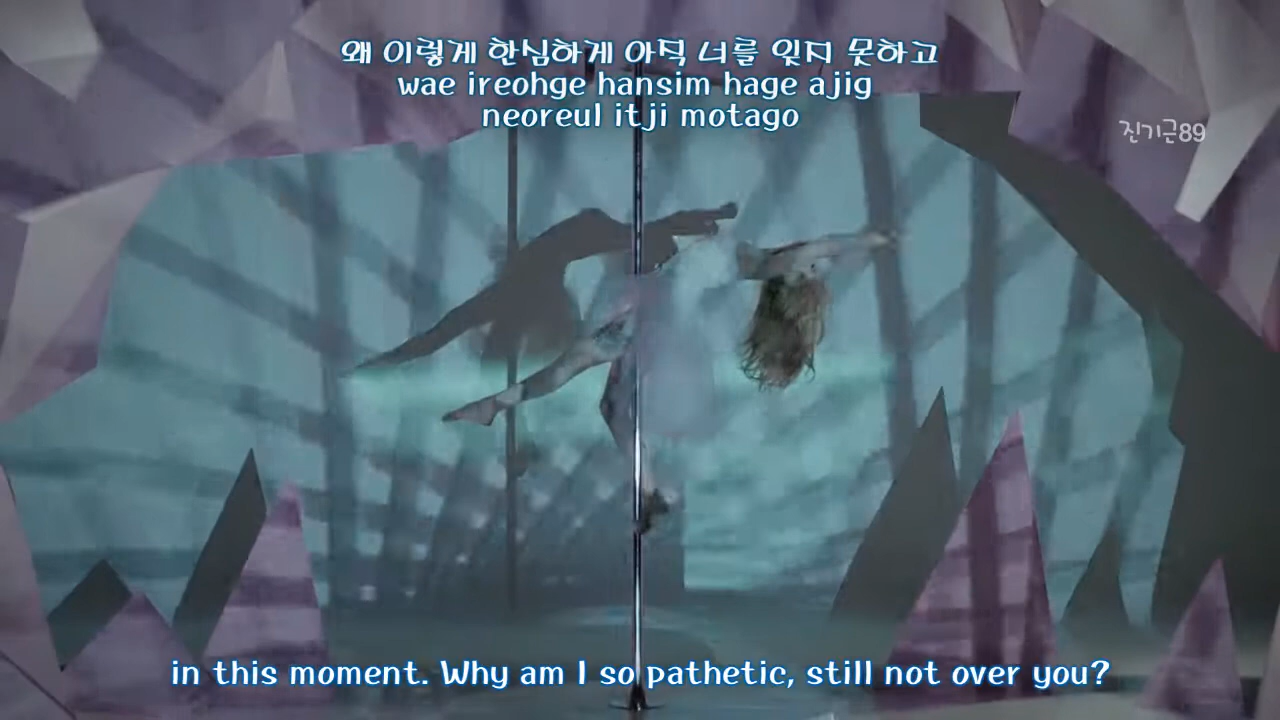 왜 이렇게 한심하게 아직 너를 잊지 못하고
wae ireohge hansim hage ajig
neoreul itji motago
진기근89
in this moment. Why am I so pathetic, still not over you?